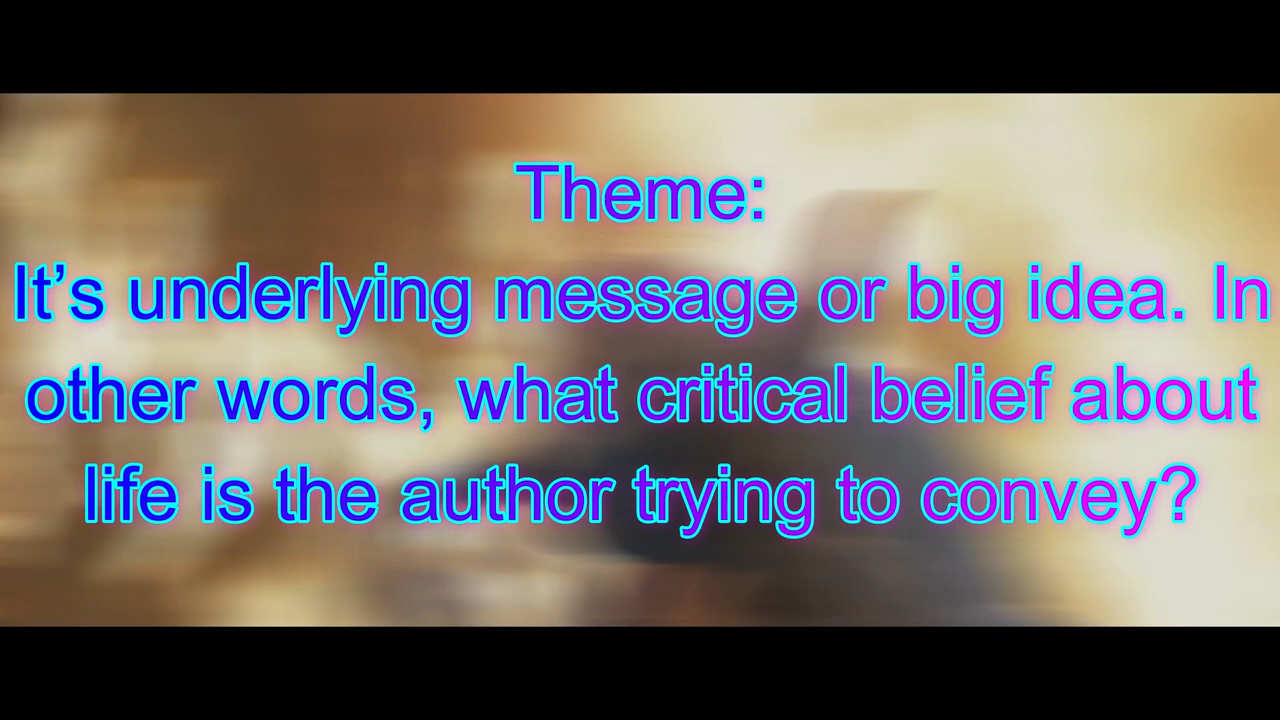 Theme:
It’s underlying message or big idea. In
other words, what critical belief about
life is the author trying to convey?